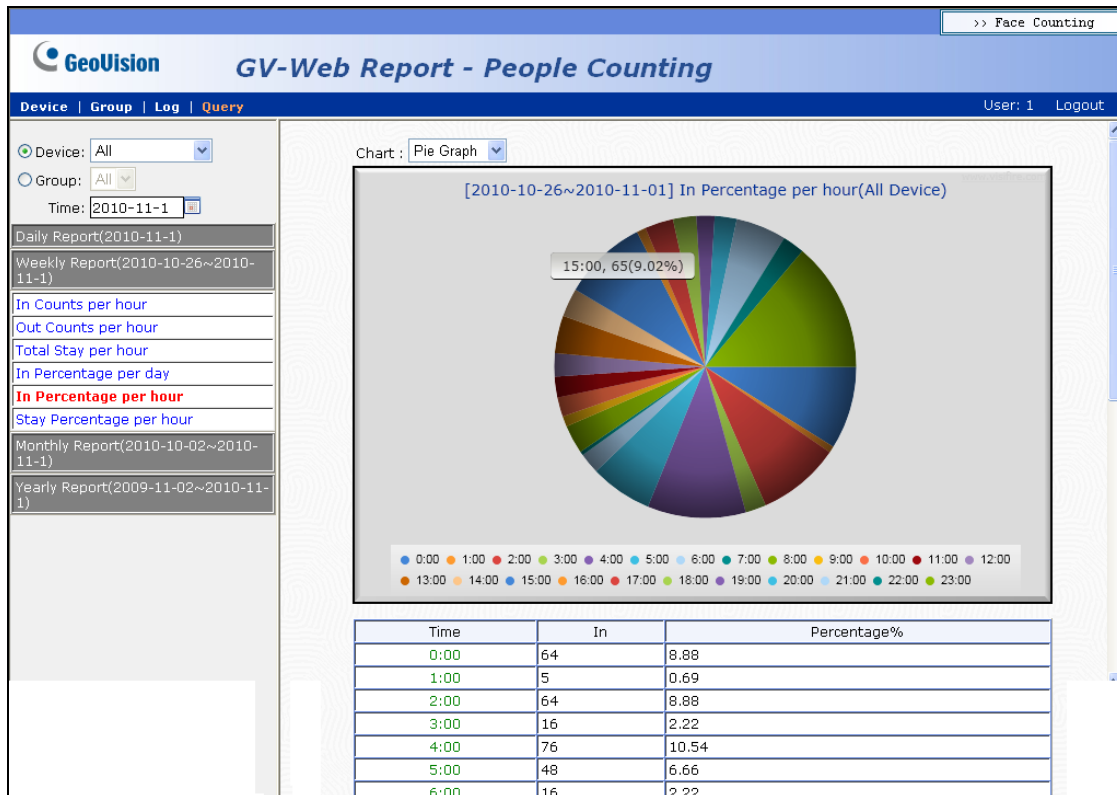 >> Face Counting
GeoVision
GV-Web Report - People Counting
Device | Group | Log | Query
User: 1 Logout
Device: All
Group: All
Time: 2010-11-1
Daily Report(2010-11-1)
Weekly Report(2010-10-26~2010-
11-1)
In Counts per hour
Out Counts per hour
Total Stay per hour
In Percentage per day
In Percentage per hour
Stay Percentage per hour
Monthly Report(2010-10-02~2010-
11-1)
Yearly Report(2009-11-02~2010-11-
1)
Chart : Pie Graph
[2010-10-26~2010-11-01] In Percentage per hour(All Device)
15:00, 65(9.02%)
0:00 1:00 2:00 3:00 4:00 5:00 6:00 7:00 8:00 9:00 10:00 11:00 12:00
13:00 14:00 15:00 16:00 17:00 18:00 19:00 20:00 21:00 22:00 23:00
Time In Percentage%
0:00 64 8.88
1:00 5 0.69
2:00 64 8.88
3:00 16 2.22
4:00 76 10.54
5:00 48 6.66
6:00 16 2.22